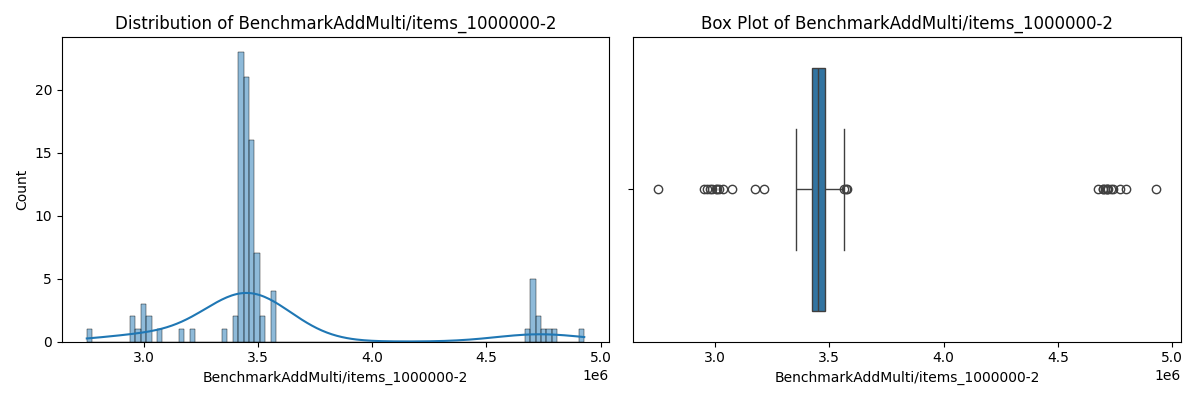 Distribution of BenchmarkAddMulti/items_1000000-2
Count
20
15
10
5
0
3.0 3.5 4.0 4.5 5.0
1e6
BenchmarkAddMulti/items_1000000-2
Box Plot of BenchmarkAddMulti/items_1000000-2
3.0 3.5 4.0 4.5 5.0
1e6
BenchmarkAddMulti/items_1000000-2